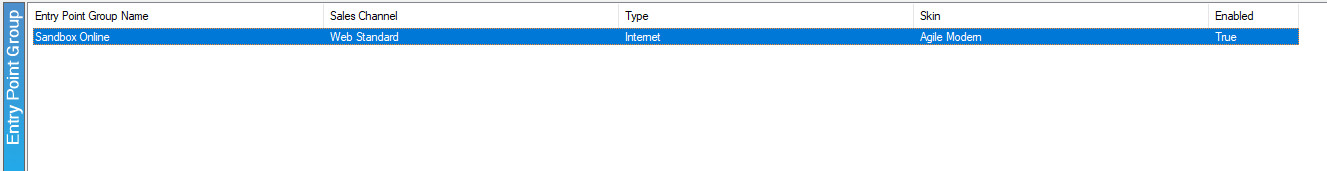 Entry Point Group
Entry Point Group Name Sales Channel Type Skin Enabled
Sandbox Online Web Standard Internet Agile Modern True